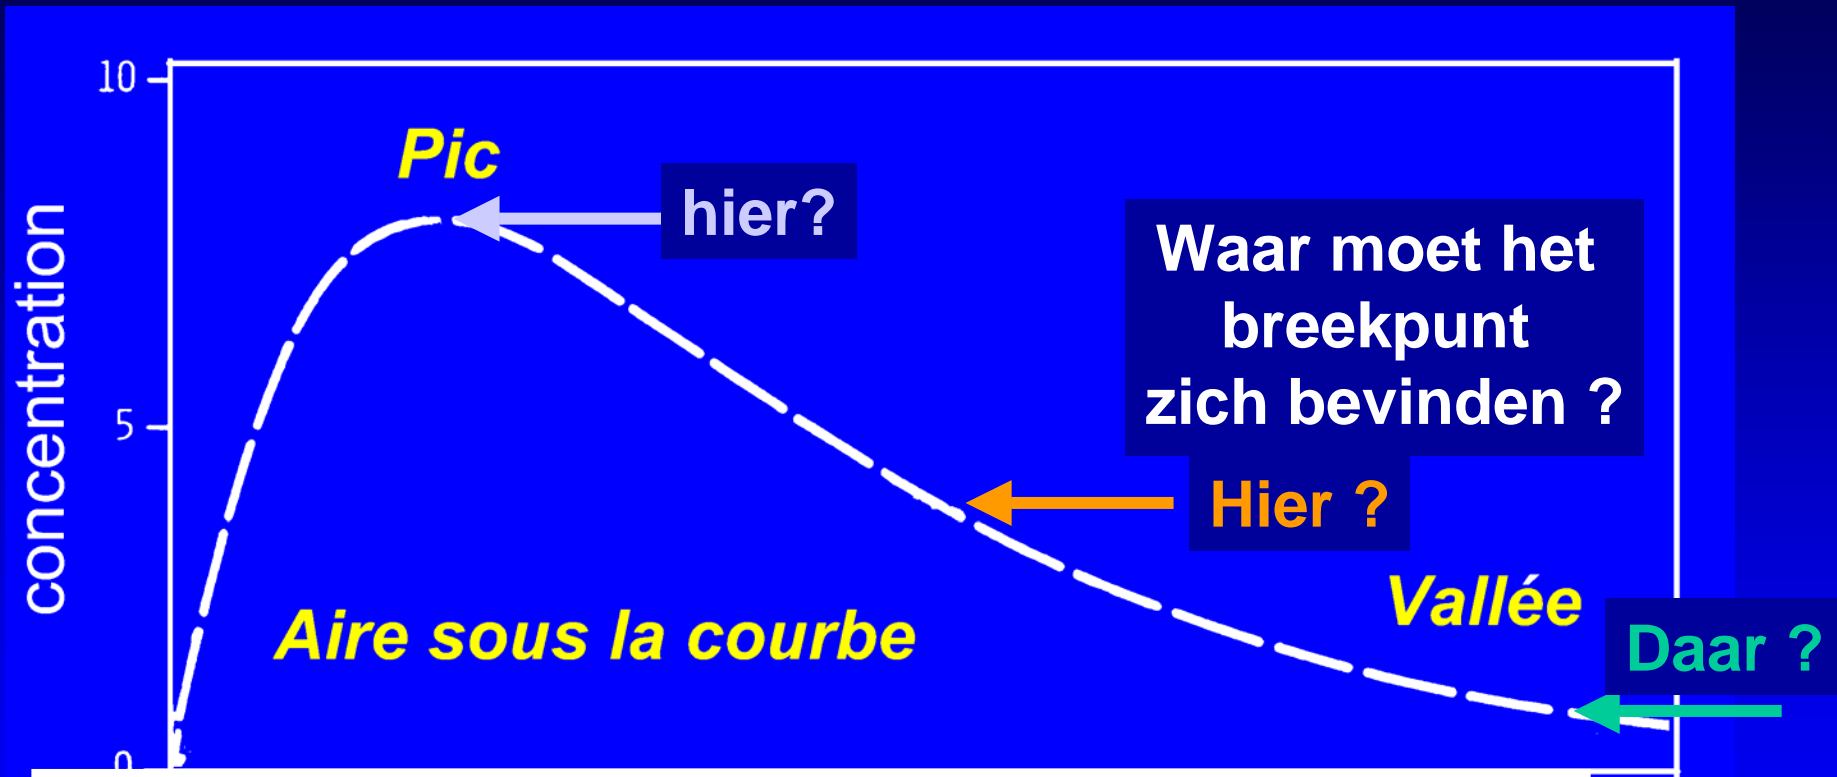 10
Pic
hier?
Waar moet het
breekpunt
zich bevinden ?
concentration
5
Hier ?
Vallée
Aire sous la courbe
Daar ?
0